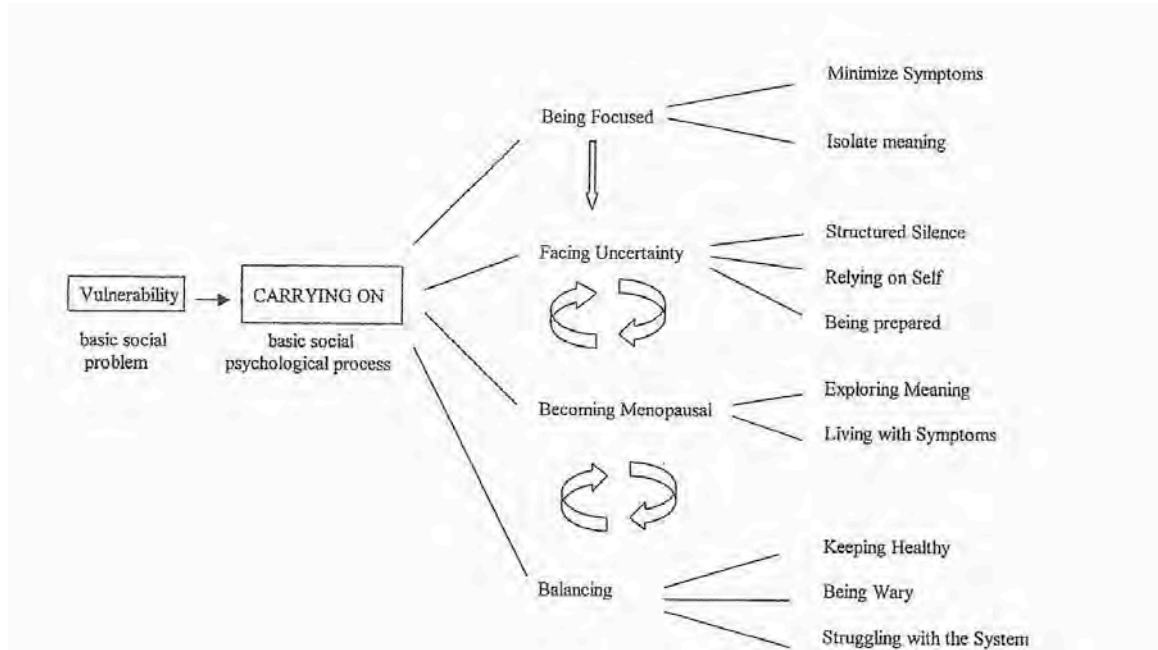 Minimize Symptoms
Being Focused
Isolate meaning
Structured Silence
Facing Uncertainty
Relying on Self
Vulnerability
CARRYING ON
Being prepared
basic social
problem
basic social
psychological process
Exploring Meaning
Becoming Menopausal
Living with Symptoms
Keeping Healthy
Balancing
Being Wary
Struggling with the System